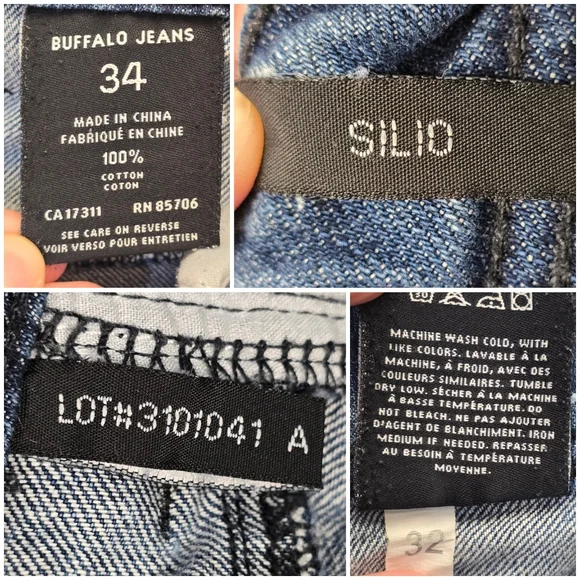 BUFFALO JEANS
34
MADE IN CHINA
FABRIQUÉ EN CHINE
100%
COTTON
COTON
CA17311 RN 85706
SEE CARE ON REVERSE
VOIR VERSO POUR ENTRETIEN
SILIO
LOT#3101041 A
MACHINE WASH COLD, WITH
LIKE COLORS. LAVABLE À LA
MACHINE, À FROID, AVEC DES
COULEURS SIMILAIRES. TUMBLE
DRY LOW. SÉCHER À LA MACHINE
À BASSE TEMPÉRATURE. DO
NOT BLEACH. NE PAS AJOUTER
D'AGENT DE BLANCHIMENT. IRON
MEDIUM IF NEEDED. REPASSER
AU BESOIN À TEMPÉRATURE
MOYENNE.
32